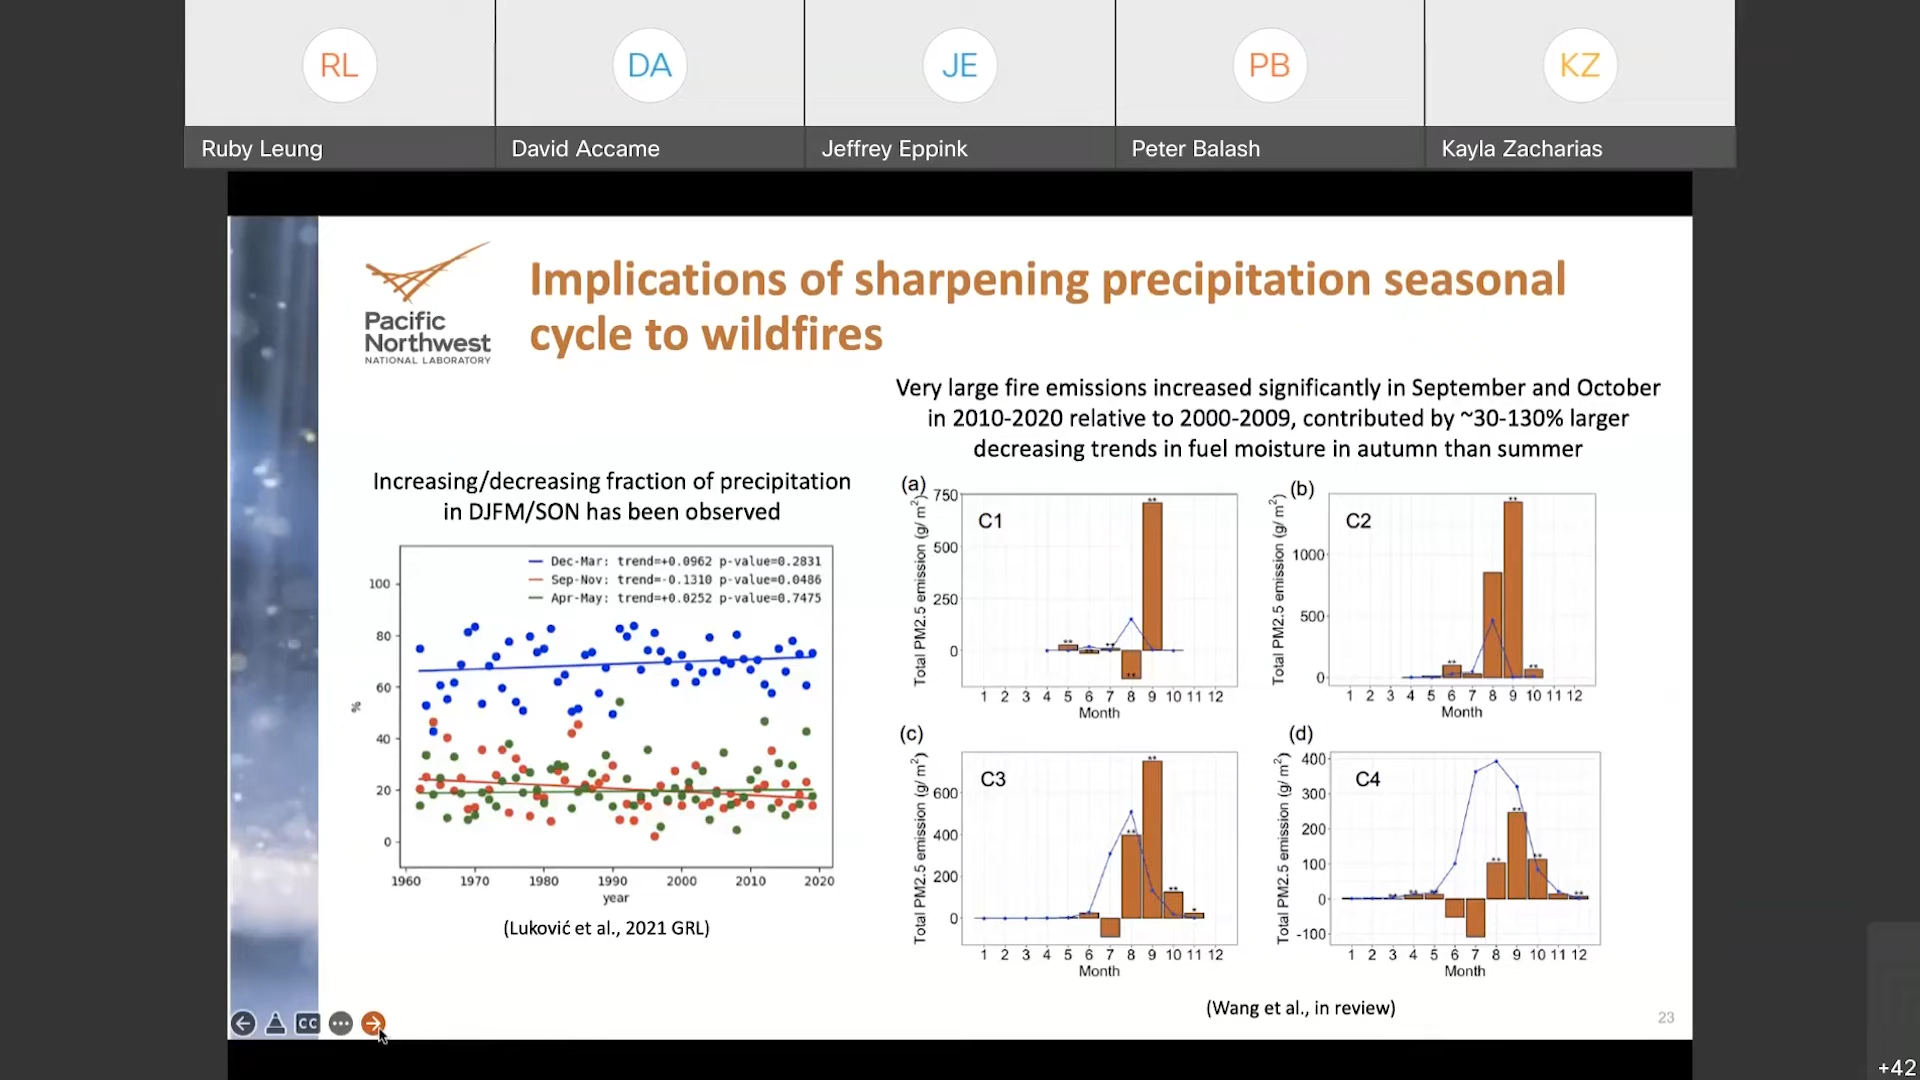 RL
DA
JE
PB
KZ
Ruby Leung
David Accame
Jeffrey Eppink
Peter Balash
Kayla Zacharias
Pacific
Northwest
NATIONAL LABORATORY
Implications of sharpening precipitation seasonal
cycle to wildfires
Very large fire emissions increased significantly in September and October
in 2010-2020 relative to 2000-2009, contributed by ~30-130% larger
decreasing trends in fuel moisture in autumn than summer
Increasing/decreasing fraction of precipitation
in DJFM/SON has been observed
Dec-Mar: trend=+0.0962 p-value=0.2831
Sep-Nov: trend=-0.1310 p-value=0.0486
Apr-May: trend=+0.0252 p-value=0.7475
100
80
60
40
20
0
%
1960 1970 1980 1990 2000 2010 2020
year
(Luković et al., 2021 GRL)
(a)
C1
Total PM2.5 emission (g/ m²)
750
500
250
0
** ** ** ** **
1 2 3 4 5 6 7 8 9 10 11 12
Month
(b)
C2
Total PM2.5 emission (g/ m²)
1000
500
0
** ** **
1 2 3 4 5 6 7 8 9 10 11 12
Month
(c)
C3
Total PM2.5 emission (g/ m²)
600
400
200
0
** ** ** *
1 2 3 4 5 6 7 8 9 10 11 12
Month
(d)
C4
Total PM2.5 emission (g/ m²)
400
300
200
100
0
-100
** ** ** ** ** ** **
1 2 3 4 5 6 7 8 9 10 11 12
Month
(Wang et al., in review)
23
CC
+42